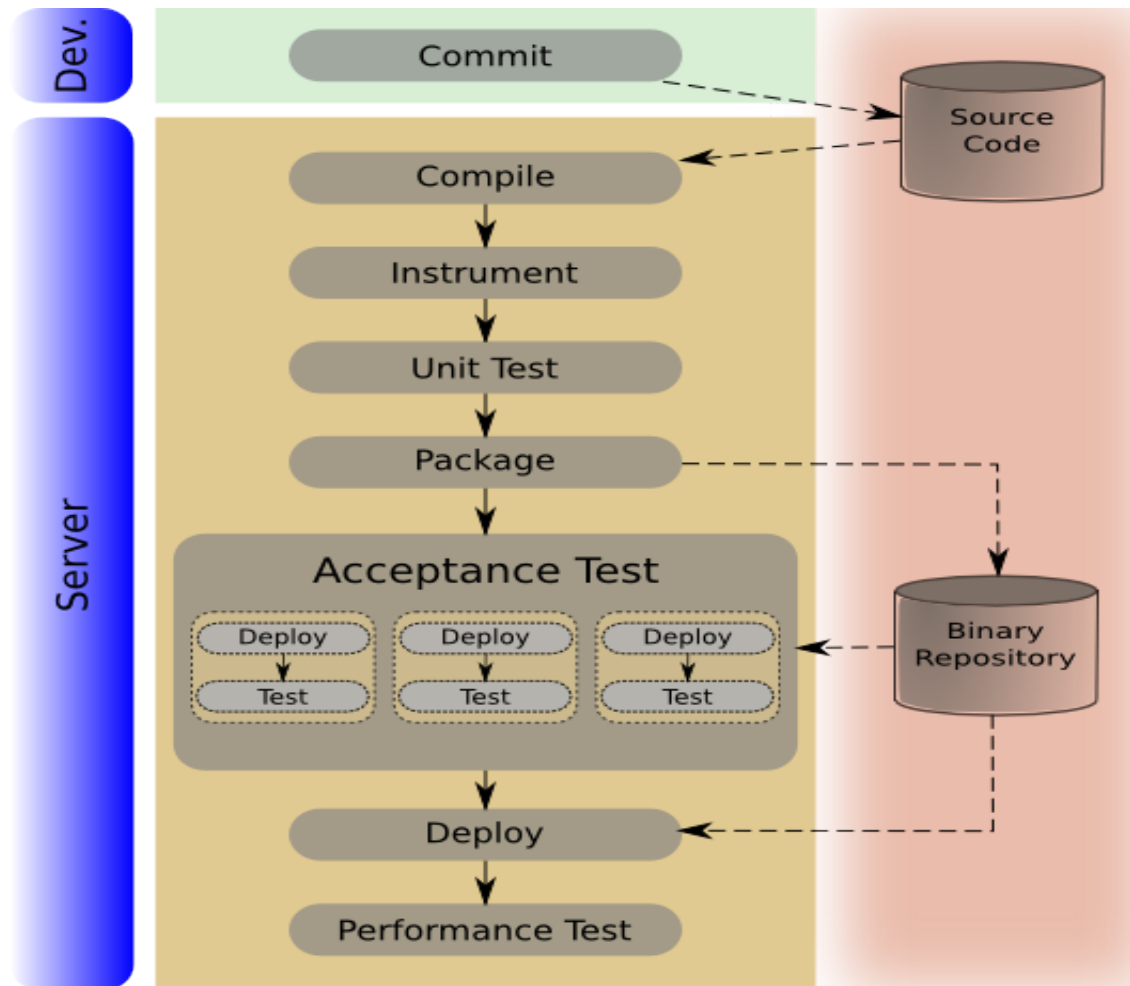 Dev.
Commit
Source
Code
Server
Compile
Instrument
Unit Test
Package
Acceptance Test
Deploy
Deploy
Deploy
Test
Test
Test
Binary
Repository
Deploy
Performance Test